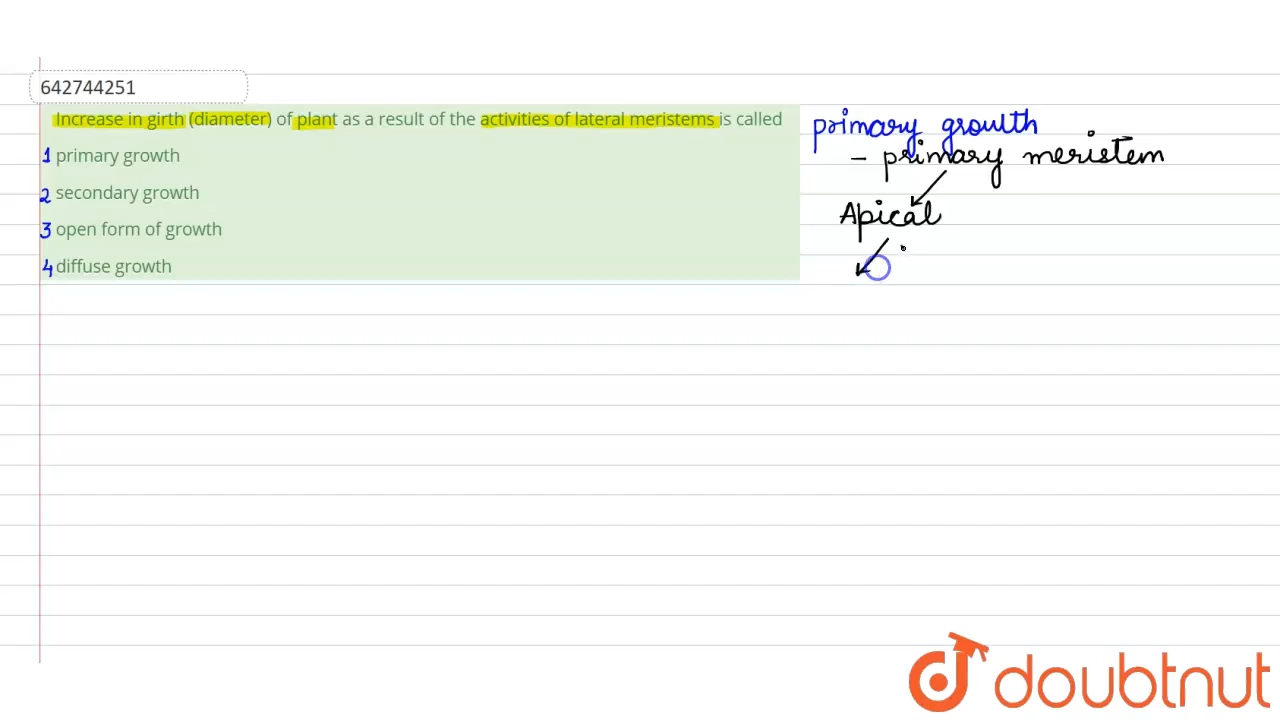 642744251
Increase in girth (diameter) of plant as a result of the activities of lateral meristems is called
1 primary growth
2 secondary growth
3 open form of growth
4 diffuse growth
primary growth
- primary meristem
Apical
doubtnut